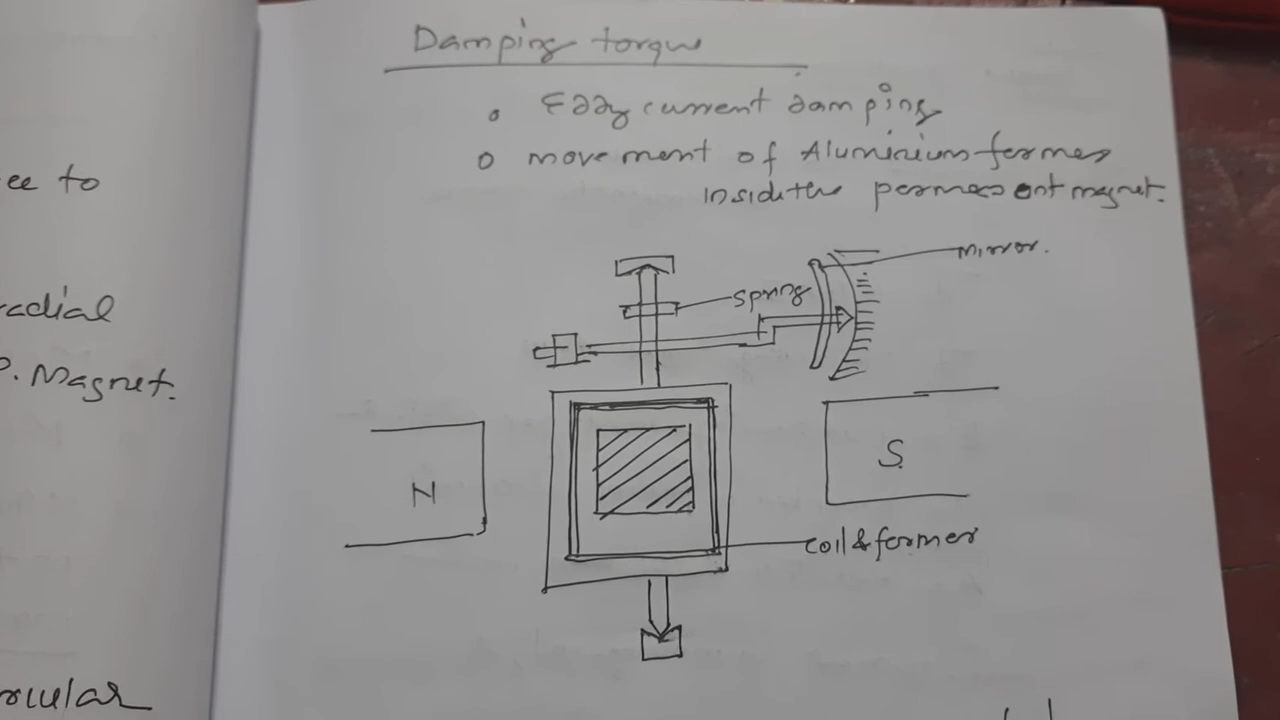 ee to
radial
P. Magnet.
rcular
Damping torque
Eddy current damping
movement of Aluminium former
inside the permanent magnet.
Mirror.
spring
N
S
coil & former